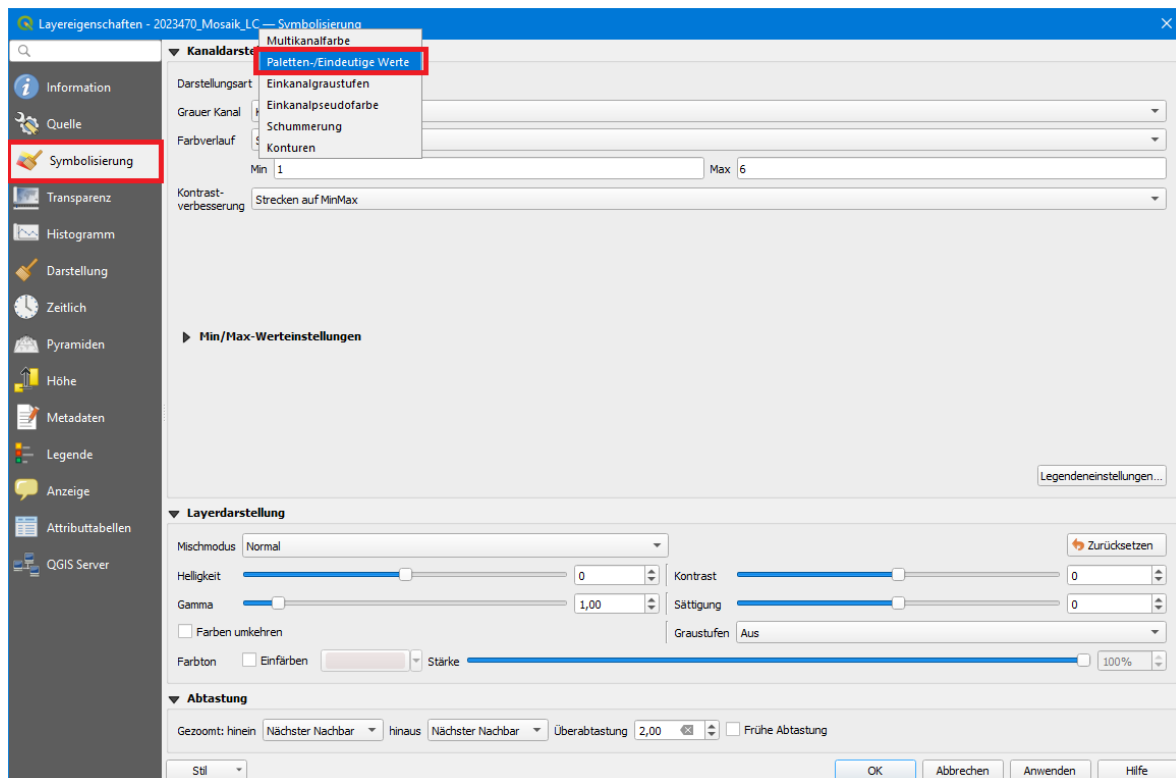 Layereigenschaften - 2023470_Mosaik_LC — Symbolisierung
Information
Quelle
Symbolisierung
Transparenz
Histogramm
Darstellung
Zeitlich
Pyramiden
Höhe
Metadaten
Legende
Anzeige
Attributtabellen
QGIS Server
Kanaldarste
Darstellungsart
Multikanalfarbe
Paletten-/Eindeutige Werte
Einkanalgraustufen
Einkanalpseudofarbe
Schummerung
Konturen
Grauer Kanal
Farbverlauf
Min 1 Max 6
Kontrast-
verbesserung Strecken auf MinMax
Min/Max-Werteinstellungen
Legendeneinstellungen...
Layerdarstellung
Mischmodus Normal Zurücksetzen
Helligkeit 0 Kontrast 0
Gamma 1,00 Sättigung 0
Farben umkehren Graustufen Aus
Farbton Einfärben Stärke 100%
Abtastung
Gezoomt: hinein Nächster Nachbar hinaus Nächster Nachbar Überabtastung 2,00 Frühe Abtastung
Stil OK Abbrechen Anwenden Hilfe